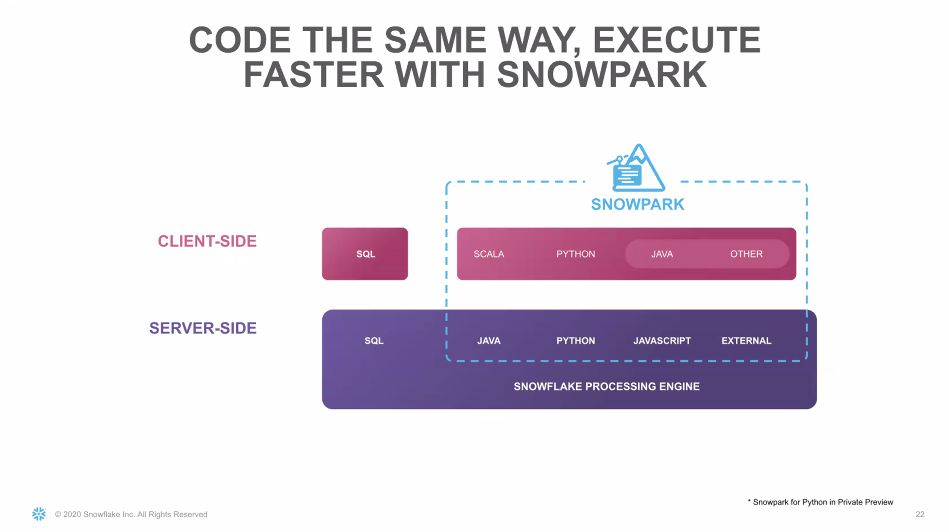 CODE THE SAME WAY, EXECUTE
FASTER WITH SNOWPARK
SNOWPARK
CLIENT-SIDE
SQL
SCALA
PYTHON
JAVA
OTHER
SERVER-SIDE
SQL
JAVA
PYTHON
JAVASCRIPT
EXTERNAL
SNOWFLAKE PROCESSING ENGINE
* Snowpark for Python in Private Preview
© 2020 Snowflake Inc. All Rights Reserved
22